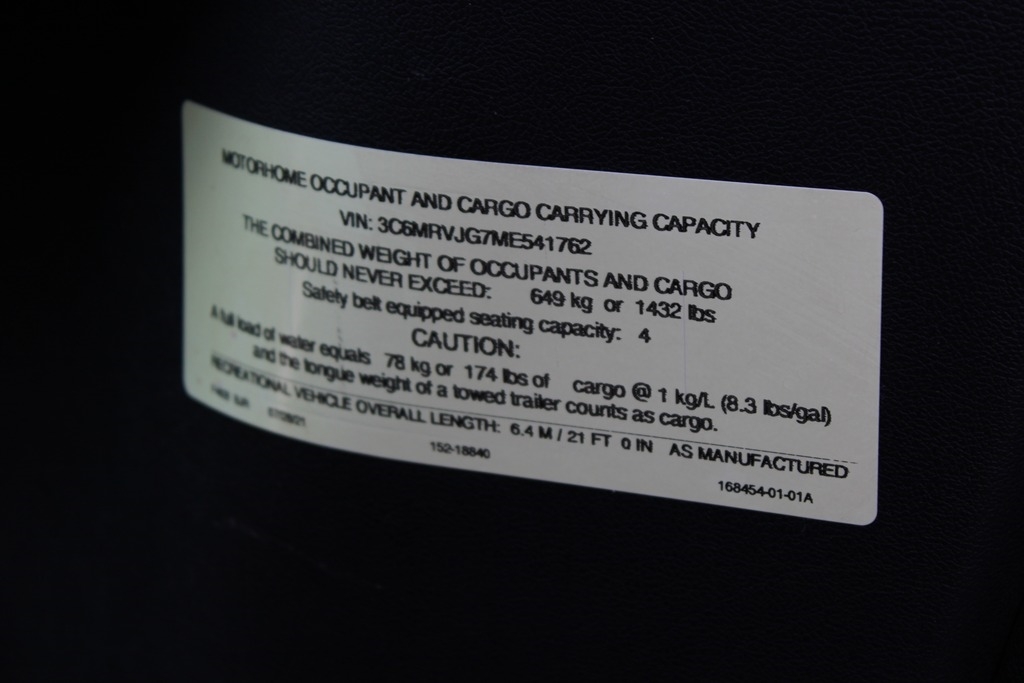 MOTORHOME OCCUPANT AND CARGO CARRYING CAPACITY
VIN: 3C6MRVJG7ME541762
THE COMBINED WEIGHT OF OCCUPANTS AND CARGO
SHOULD NEVER EXCEED: 649 kg or 1432 lbs
Safety belt equipped seating capacity: 4
CAUTION:
A full load of water equals 78 kg or 174 lbs of cargo @ 1 kg/L (8.3 lbs/gal)
and the tongue weight of a towed trailer counts as cargo.
RECREATIONAL VEHICLE OVERALL LENGTH: 6.4 M / 21 FT 0 IN AS MANUFACTURED
152-18840
168454-01-01A